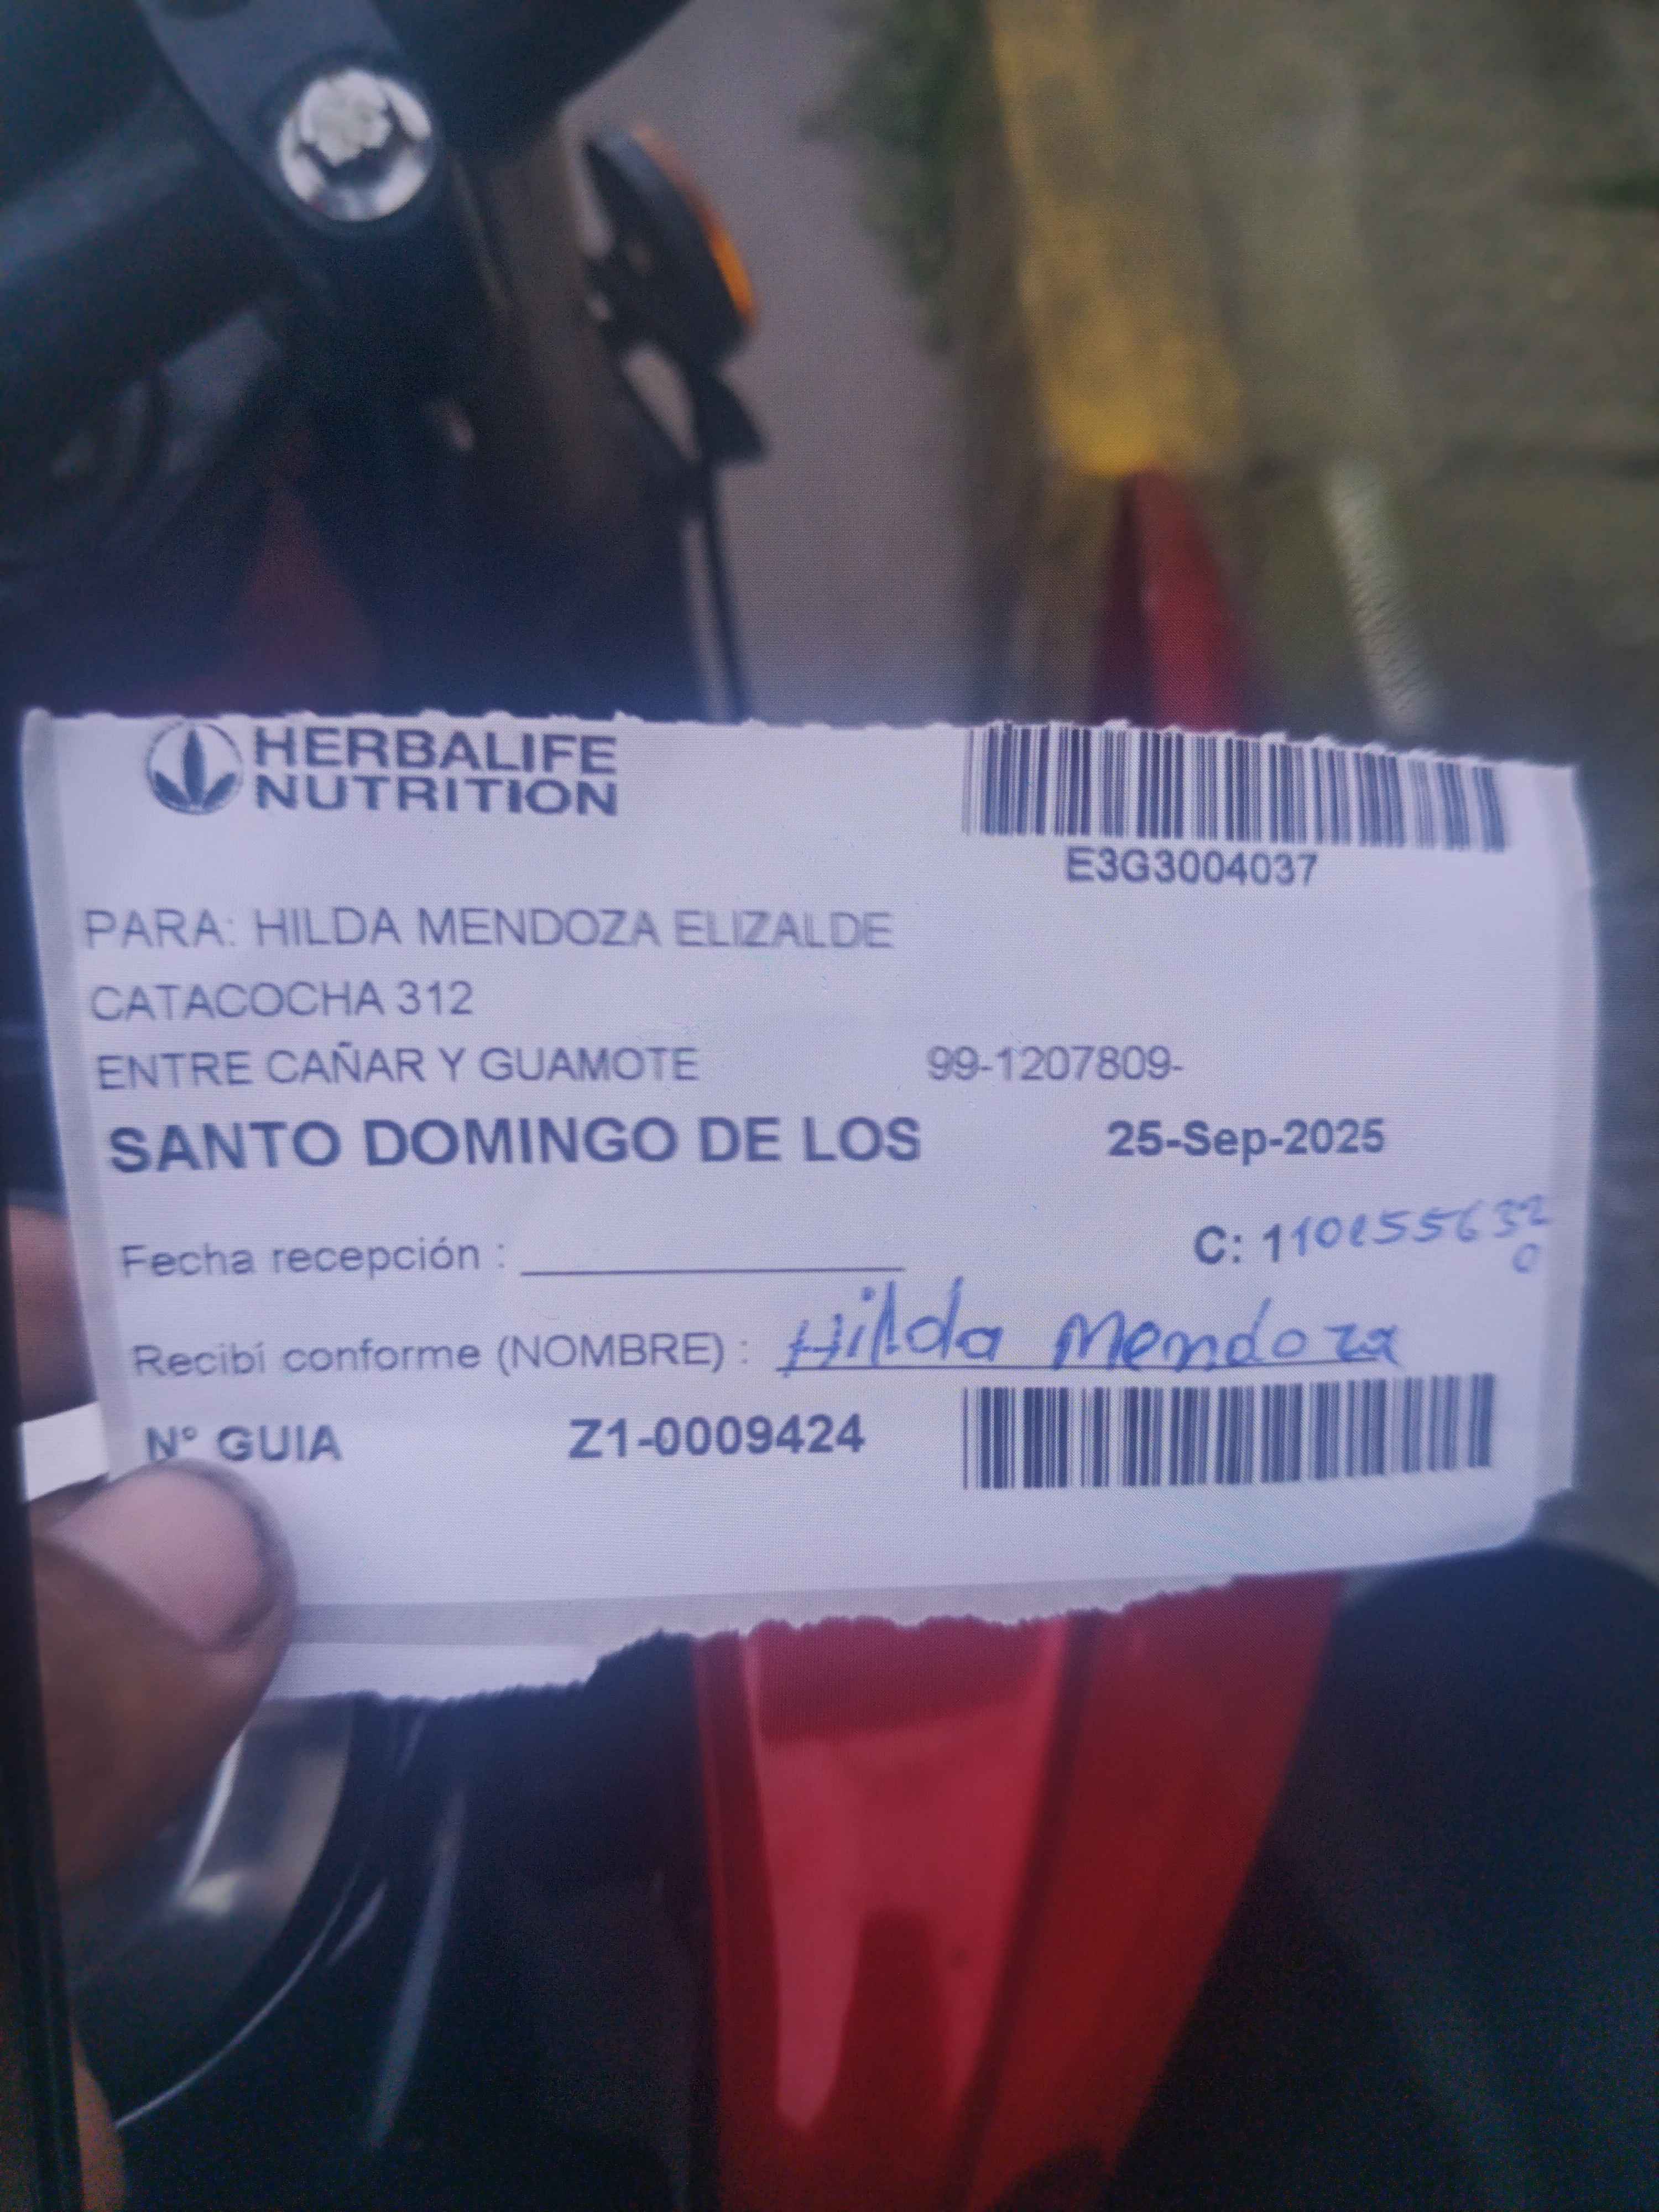 HERBALIFE
NUTRITION
E3G3004037
PARA: HILDA MENDOZA ELIZALDE
CATACOCHA 312
ENTRE CAÑAR Y GUAMOTE 99-1207809-
SANTO DOMINGO DE LOS 25-Sep-2025
Fecha recepción : C: 1
Recibí conforme (NOMBRE) : Hilda Mendoza
N° GUIA Z1-0009424